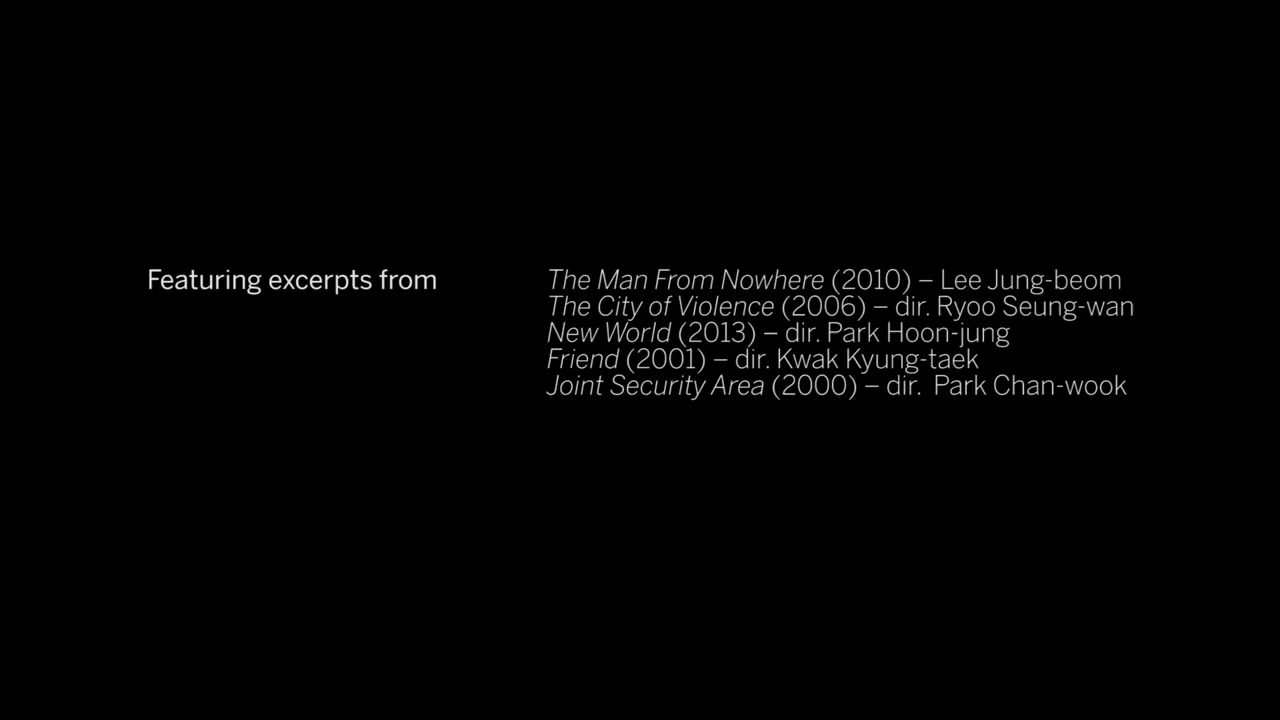 Featuring excerpts from
The Man From Nowhere (2010) – Lee Jung-beom
The City of Violence (2006) – dir. Ryoo Seung-wan
New World (2013) – dir. Park Hoon-jung
Friend (2001) – dir. Kwak Kyung-taek
Joint Security Area (2000) – dir.  Park Chan-wook